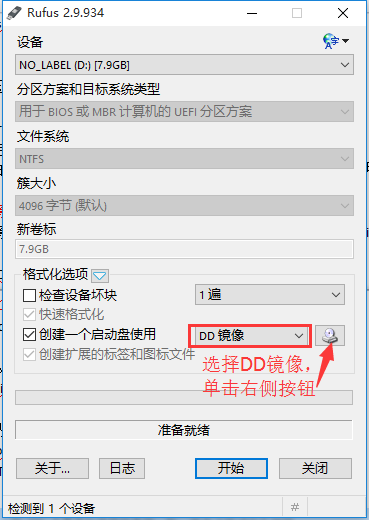 Rufus 2.9.934
设备
NO_LABEL (D:) [7.9GB]
分区方案和目标系统类型
用于 BIOS 或 MBR 计算机的 UEFI 分区方案
文件系统
NTFS
簇大小
4096 字节 (默认)
新卷标
7.9GB
格式化选项
检查设备坏块 1 遍
快速格式化
创建一个启动盘使用 DD 镜像
创建扩展的标签和图标文件
选择DD镜像，
单击右侧按钮
准备就绪
关于... 日志 开始 关闭
检测到 1 个设备 #